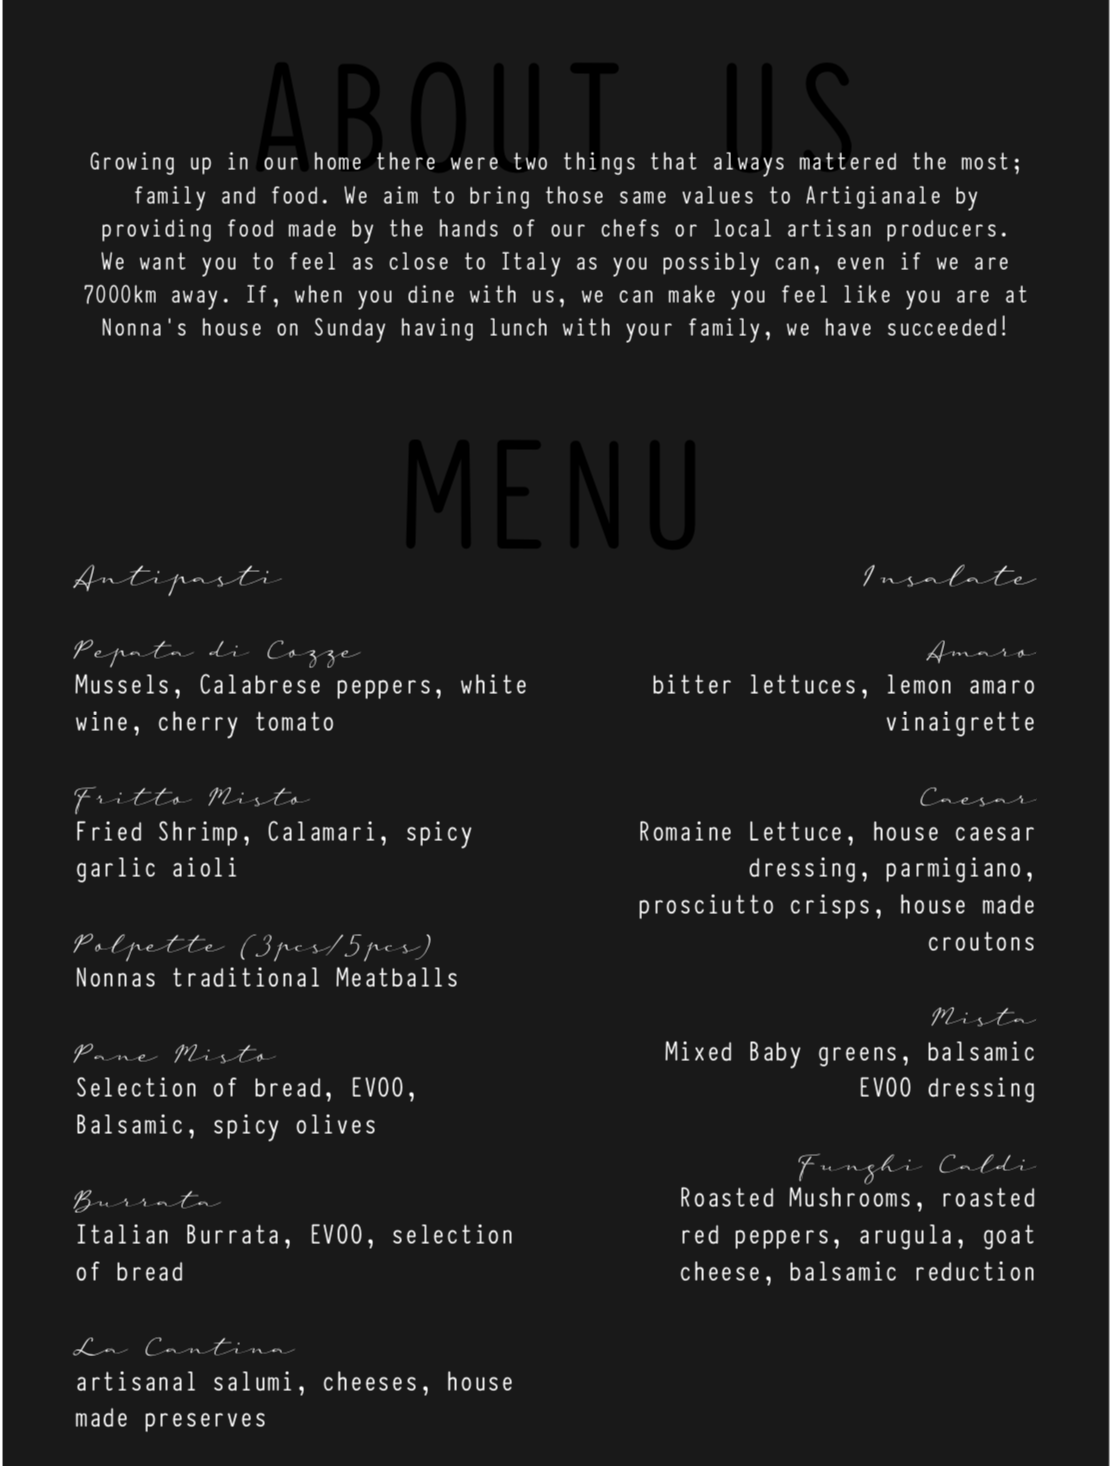 ABOUT US
Growing up in our home there were two things that always mattered the most;
family and food. We aim to bring those same values to Artigianale by
providing food made by the hands of our chefs or local artisan producers.
We want you to feel as close to Italy as you possibly can, even if we are
7000km away. If, when you dine with us, we can make you feel like you are at
Nonna's house on Sunday having lunch with your family, we have succeeded!
MENU
Antipasti
Pepata di Cozze
Mussels, Calabrese peppers, white
wine, cherry tomato
Fritto Misto
Fried Shrimp, Calamari, spicy
garlic aioli
Polpette (3pcs/5pcs)
Nonnas traditional Meatballs
Pane Misto
Selection of bread, EVOO,
Balsamic, spicy olives
Burrata
Italian Burrata, EVOO, selection
of bread
La Cantina
artisanal salumi, cheeses, house
made preserves
Insalate
Amaro
bitter lettuces, lemon amaro
vinaigrette
Caesar
Romaine Lettuce, house caesar
dressing, parmigiano,
prosciutto crisps, house made
croutons
Mista
Mixed Baby greens, balsamic
EVOO dressing
Funghi Caldi
Roasted Mushrooms, roasted
red peppers, arugula, goat
cheese, balsamic reduction